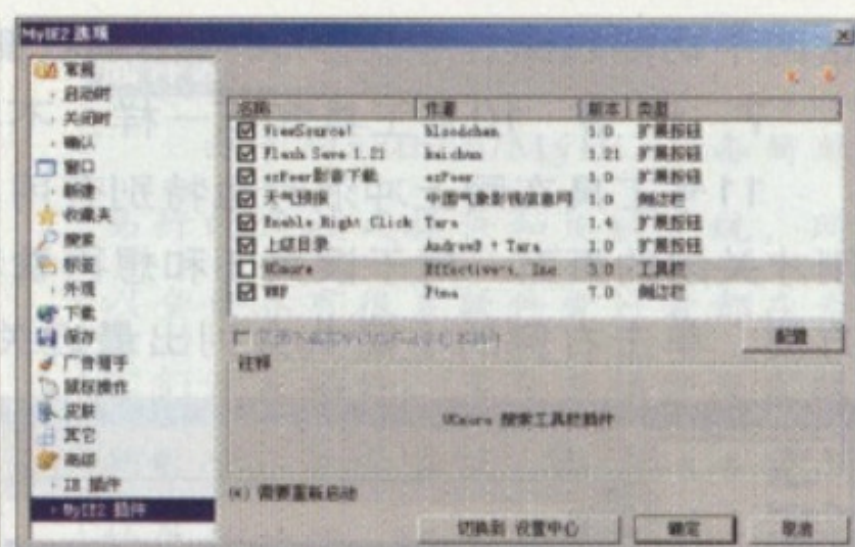 MyIE2 选项
常规
启动时
关闭时
确认
窗口
新建
收藏夹
搜索
标签
外观
下载
保存
广告猎手
鼠标操作
皮肤
其它
高级
IE 插件
MyIE2 插件
名称 作者 版本 类型
ViewSource! bloodchen 1.0 扩展按钮
Flash Save 1.21 baichun 1.21 扩展按钮
ezPeer影音下载 ezPeer 1.0 扩展按钮
天气预报 中国气象影视信息网 1.0 侧边栏
Enable Right Click Tara 1.4 扩展按钮
上级目录 AndrewB + Tara 1.0 扩展按钮
UCmore Effective-i, Inc 3.0 工具栏
WMP Ptma 7.0 侧边栏
配置
注释
UCmore 搜索工具栏插件
(*) 需要重新启动
切换到 设置中心 确定 取消